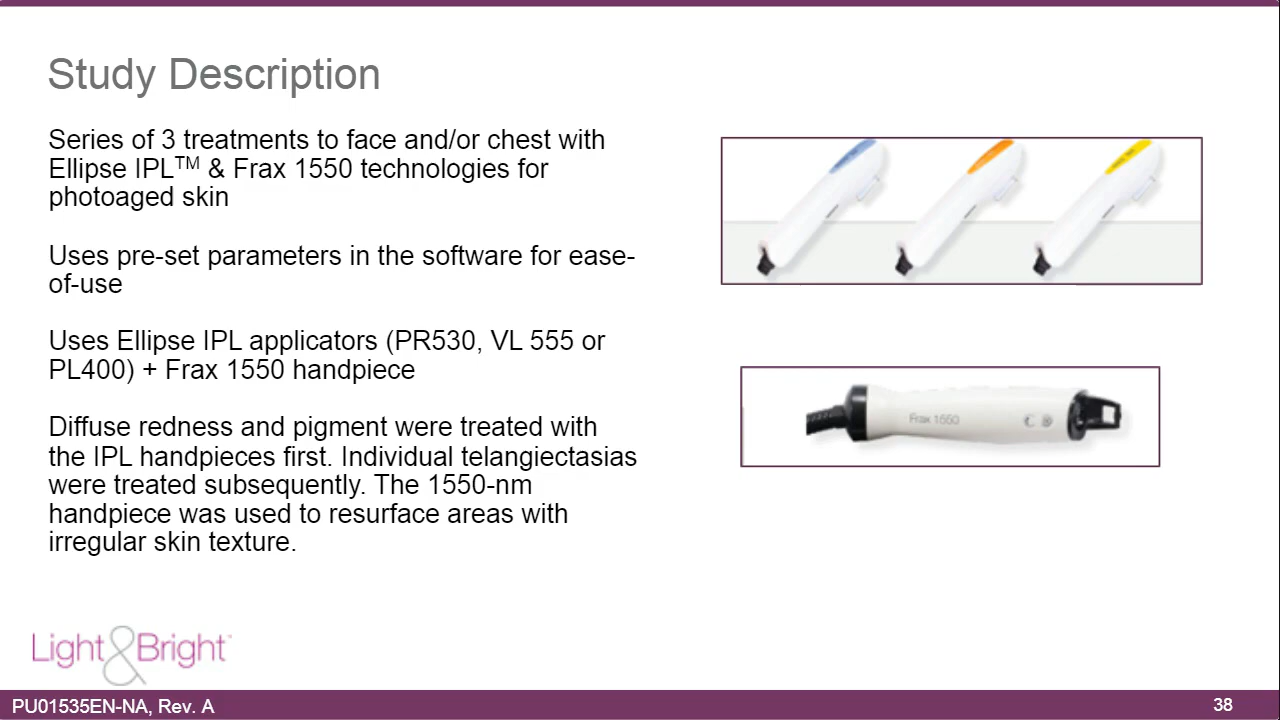 Study Description
Series of 3 treatments to face and/or chest with
Ellipse IPL™ & Frax 1550 technologies for
photoaged skin
Uses pre-set parameters in the software for ease-
of-use
Uses Ellipse IPL applicators (PR530, VL 555 or
PL400) + Frax 1550 handpiece
Diffuse redness and pigment were treated with
the IPL handpieces first. Individual telangiectasias
were treated subsequently. The 1550-nm
handpiece was used to resurface areas with
irregular skin texture.
Frax 1550
Light&Bright™
PU01535EN-NA, Rev. A
38